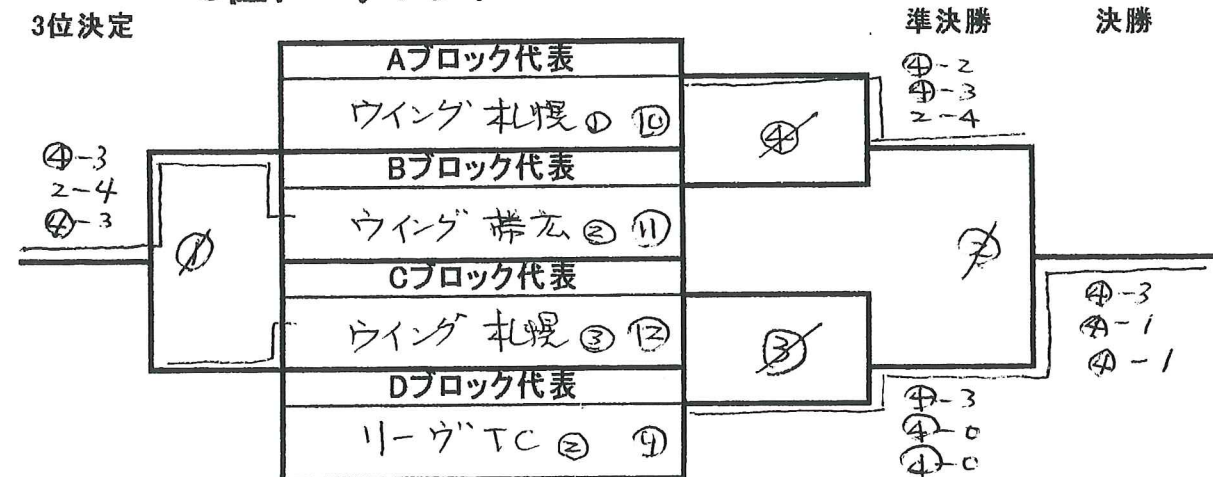 3位決定
準決勝
決勝
Aブロック代表
ウイング 札幌 ① ⑩
Bブロック代表
ウイング 帯広 ② ⑪
Cブロック代表
ウイング 札幌 ③ ⑫
Dブロック代表
リーヴTC ② ⑨
④-3
2-4
④-3
①
④
③
④-2
④-3
2-4
④-3
④-0
④-0
②
④-3
④-1
④-1